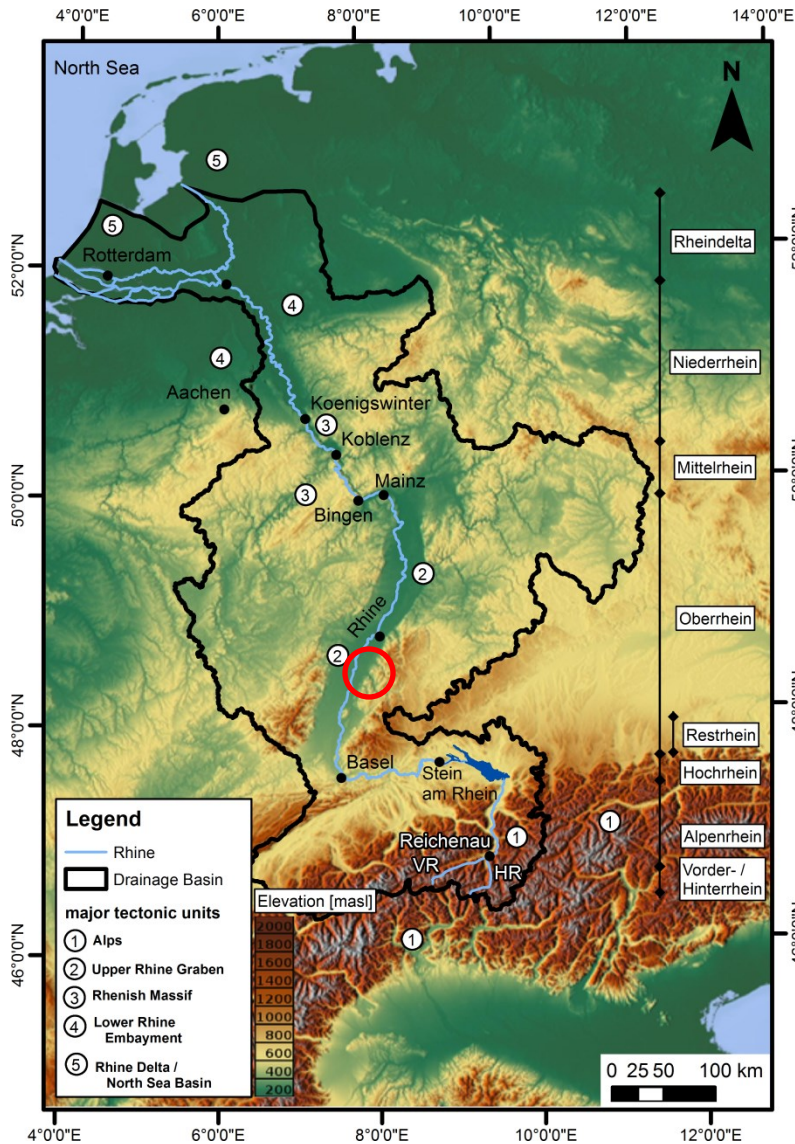 4°0'0"E
6°0'0"E
8°0'0"E
10°0'0"E
12°0'0"E
14°0'0"E
North Sea
N
5
5
Rotterdam
52°0'0"N
Rheindelta
4
4
Niederrhein
Aachen
Koenigswinter
3
Koblenz
Mittelrhein
3
Mainz
50°0'0"N
Bingen
2
Rhine
Oberrhein
2
48°0'0"N
Restrhein
Basel
Stein
am Rhein
Hochrhein
1
1
Reichenau
VR
HR
Alpenrhein
Vorder- /
Hinterrhein
1
46°0'0"N
Legend
Rhine
Drainage Basin
major tectonic units
1 Alps
2 Upper Rhine Graben
3 Rhenish Massif
4 Lower Rhine
Embayment
5 Rhine Delta /
North Sea Basin
Elevation [masl]
2000
1800
1600
1400
1200
1000
800
600
400
200
0 25 50 100 km
4°0'0"E
6°0'0"E
8°0'0"E
10°0'0"E
12°0'0"E